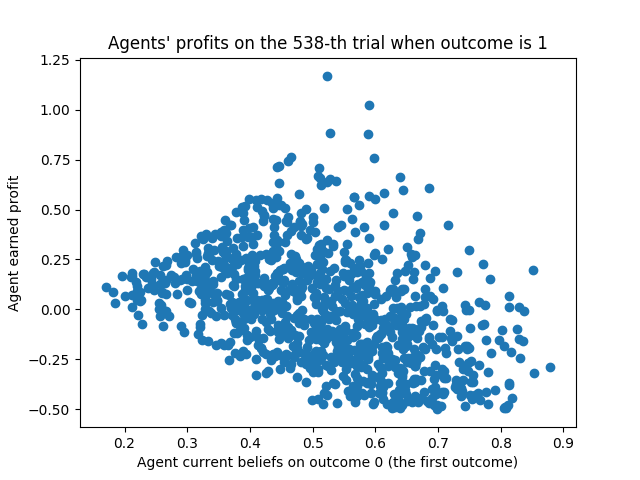 Agents' profits on the 538-th trial when outcome is 1
1.25
1.00
0.75
0.50
0.25
0.00
−0.25
−0.50
Agent earned profit
0.2 0.3 0.4 0.5 0.6 0.7 0.8 0.9
Agent current beliefs on outcome 0 (the first outcome)